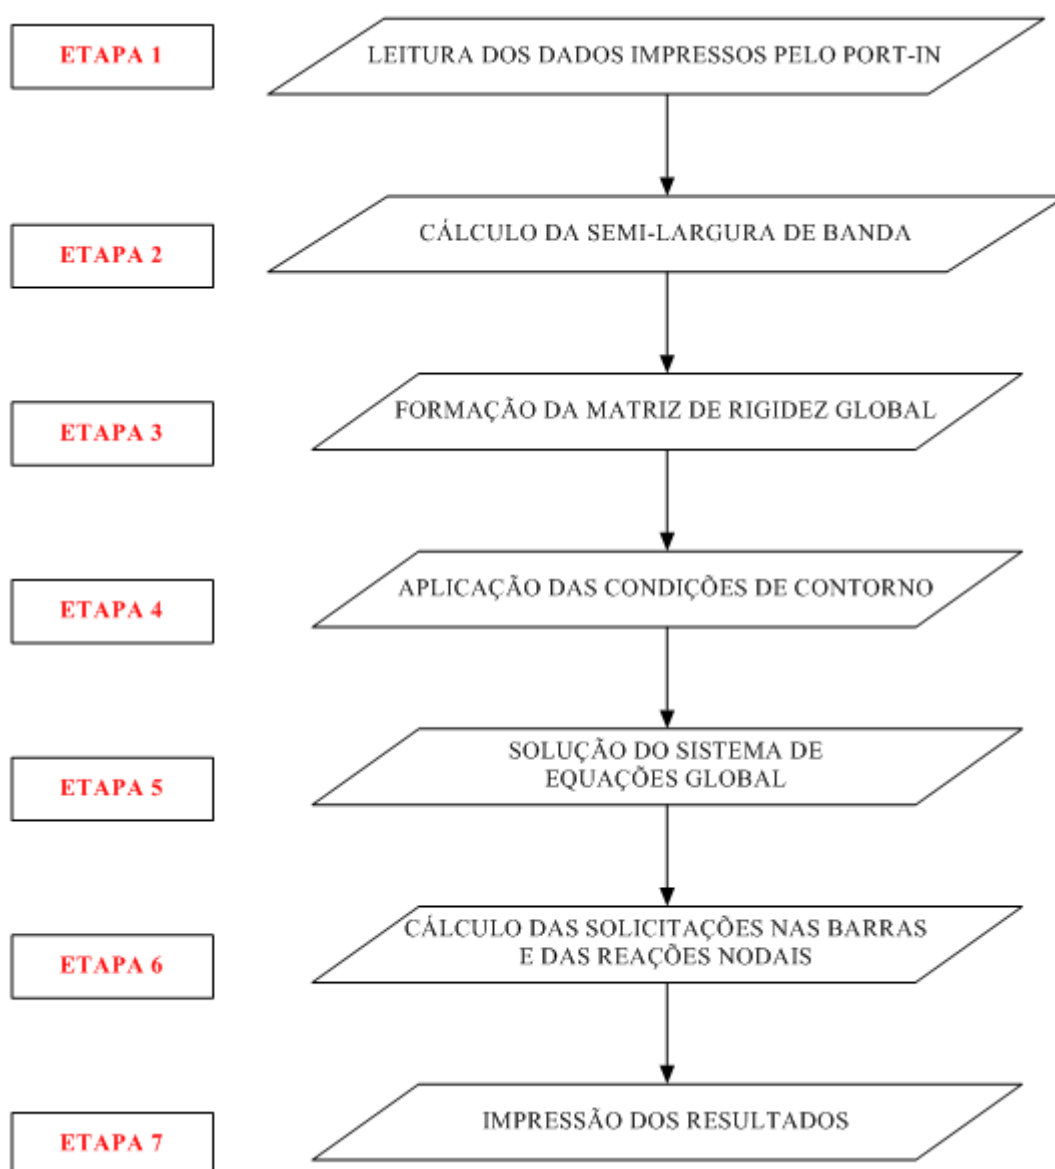 ETAPA 1
LEITURA DOS DADOS IMPRESSOS PELO PORT-IN
ETAPA 2
CÁLCULO DA SEMI-LARGURA DE BANDA
ETAPA 3
FORMAÇÃO DA MATRIZ DE RIGIDEZ GLOBAL
ETAPA 4
APLICAÇÃO DAS CONDIÇÕES DE CONTORNO
ETAPA 5
SOLUÇÃO DO SISTEMA DE
EQUAÇÕES GLOBAL
ETAPA 6
CÁLCULO DAS SOLICITAÇÕES NAS BARRAS
E DAS REAÇÕES NODAIS
ETAPA 7
IMPRESSÃO DOS RESULTADOS